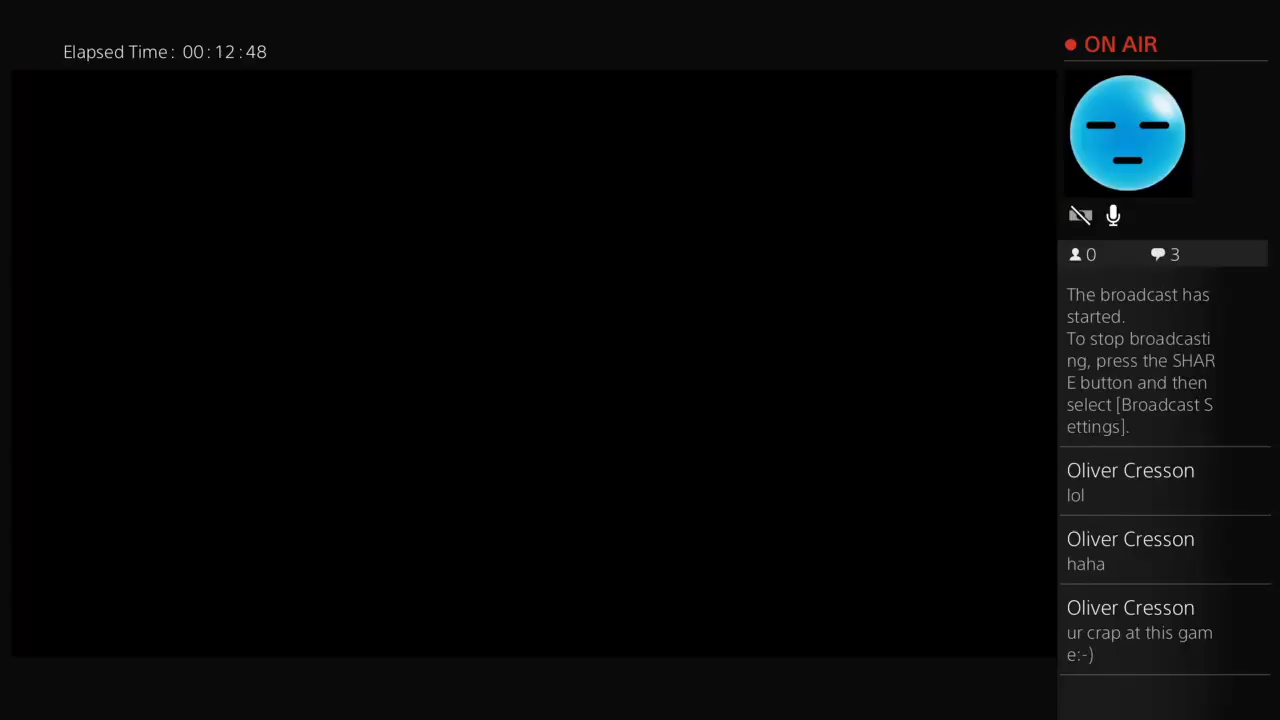 Elapsed Time: 00:12:48
ON AIR
0 3
The broadcast has
started.
To stop broadcasti
ng, press the SHAR
E button and then
select [Broadcast S
ettings].
Oliver Cresson
lol
Oliver Cresson
haha
Oliver Cresson
ur crap at this gam
e:-)